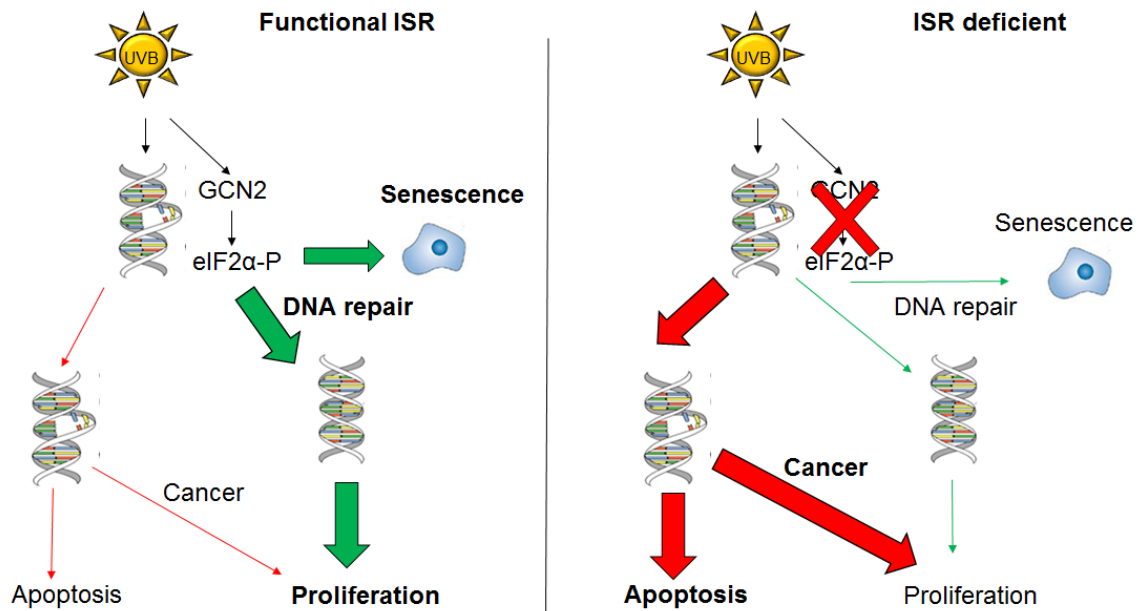 Functional ISR
UVB
GCN2
Senescence
eIF2α-P
DNA repair
Cancer
Apoptosis
Proliferation
ISR deficient
UVB
GCN2
Senescence
eIF2α-P
DNA repair
Cancer
Apoptosis
Proliferation